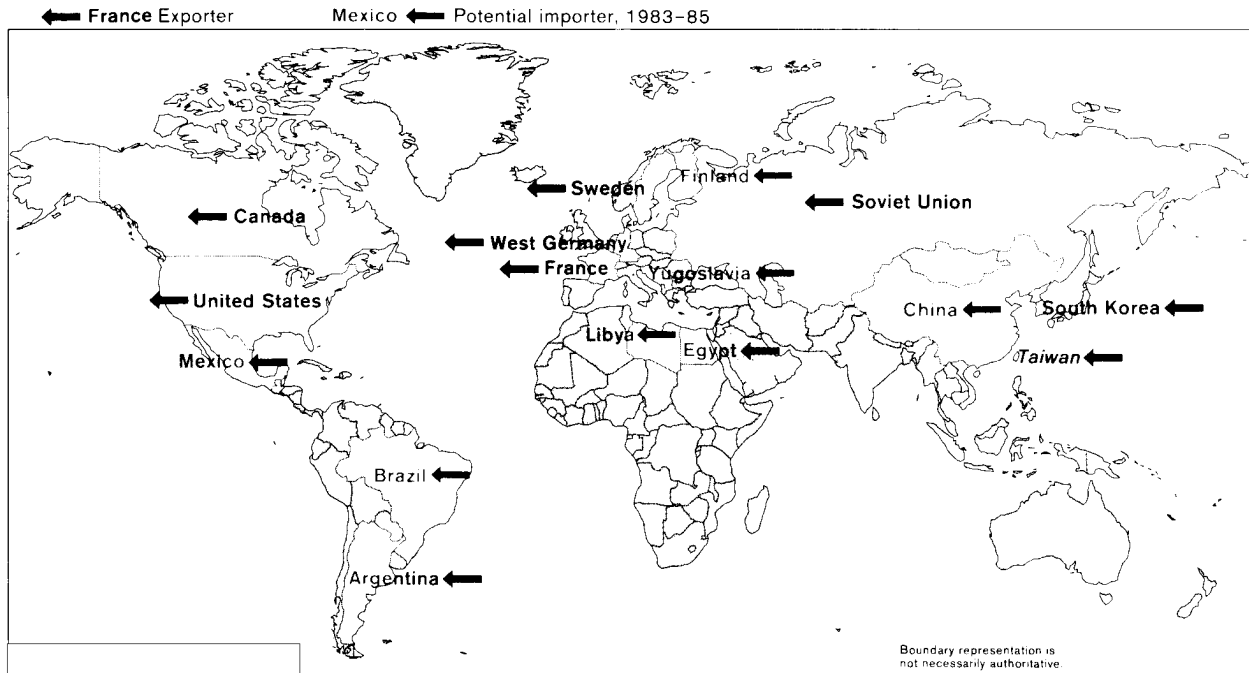 France Exporter
Mexico Potential importer, 1983–85
Finland
Sweden
Soviet Union
Canada
West Germany
France
Yugoslavia
United States
China
South Korea
Libya
Egypt
Taiwan
Mexico
Brazil
Argentina
Boundary representation is
not necessarily authoritative.